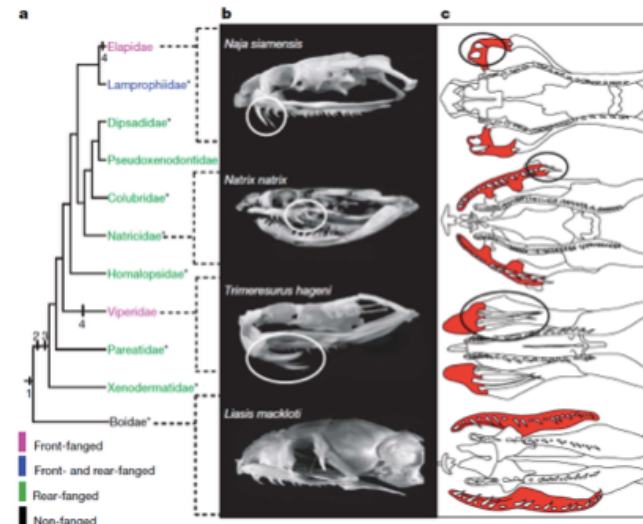 a
b
c
Elapidae
4
Lamprophiidae*
Dipsadidae*
Pseudoxenodontidae
Colubridae*
Natricidae*
Homalopsidae*
Viperidae
4
Pareatidae*
2
Xenodermatidae*
1
Boidae*
Front-fanged
Front- and rear-fanged
Rear-fanged
Non-fanged
Naja siamensis
Natrix natrix
Trimeresurus hageni
Liasis mackloti